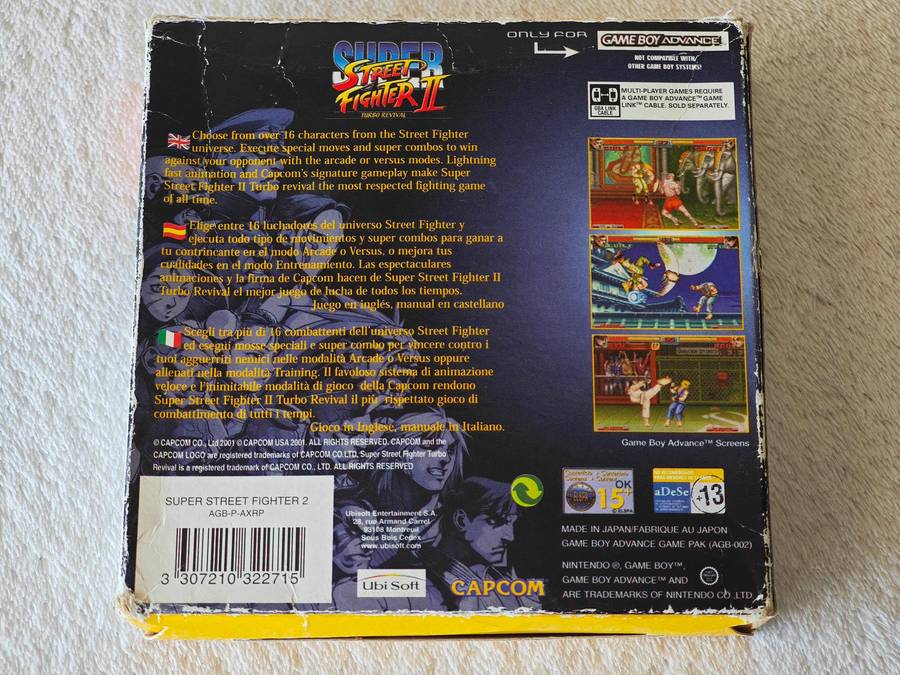 ONLY FOR
GAME BOY ADVANCE
NOT COMPATIBLE WITH
OTHER GAME BOY SYSTEMS!
SUPER
STREET
FIGHTER II
TURBO REVIVAL
GBA LINK
CABLE
MULTI-PLAYER GAMES REQUIRE
A GAME BOY ADVANCE™ GAME
LINK™ CABLE. SOLD SEPARATELY.
Choose from over 16 characters from the Street Fighter
universe. Execute special moves and super combos to win
against your opponent with the arcade or versus modes. Lightning
fast animation and Capcom's signature gameplay make Super
Street Fighter II Turbo revival the most respected fighting game
of all time.
Elige entre 16 luchadores del universo Street Fighter y
ejecuta todo tipo de movimientos y super combos para ganar a
tu contrincante en el modo Arcade o Versus, o mejora tus
cualidades en el modo Entrenamiento. Las espectaculares
animaciones y la firma de Capcom hacen de Super Street Fighter II
Turbo Revival el mejor juego de lucha de todos los tiempos.
Juego en inglés, manual en castellano
Scegli tra più di 16 combattenti dell'universo Street Fighter
ed esegui mosse speciali e super combo per vincere contro i
tuoi agguerriti nemici nelle modalità Arcade o Versus oppure
allenati nella modalità Training. Il favoloso sistema di animazione
veloce e l'inimitabile modalità di gioco della Capcom rendono
Super Street Fighter II Turbo Revival il più rispettato gioco di
combattimento di tutti i tempi.
Gioco in Inglese, manuale in Italiano.
Game Boy Advance™ Screens
© CAPCOM CO., Ltd 2001 © CAPCOM USA 2001. ALL RIGHTS RESERVED. CAPCOM and the
CAPCOM LOGO are registered trademarks of CAPCOM CO.LTD. Super Street Fighter Turbo
Revival is a registered trademark of CAPCOM CO., LTD. ALL RIGHTS RESERVED
SUPER STREET FIGHTER 2
AGB-P-AXRP
3 307210 322715
Ubisoft Entertainment S.A.
28, rue Armand Carrel
93108 Montreuil
Sous Bois Cedex
www.ubisoft.com
Ubi Soft
CAPCOM
OK
15+
© ELSPA
aDeSe
+13
MADE IN JAPAN/FABRIQUE AU JAPON
GAME BOY ADVANCE GAME PAK (AGB-002)
NINTENDO ®, GAME BOY™,
GAME BOY ADVANCE™ AND
ARE TRADEMARKS OF NINTENDO CO.,LTD